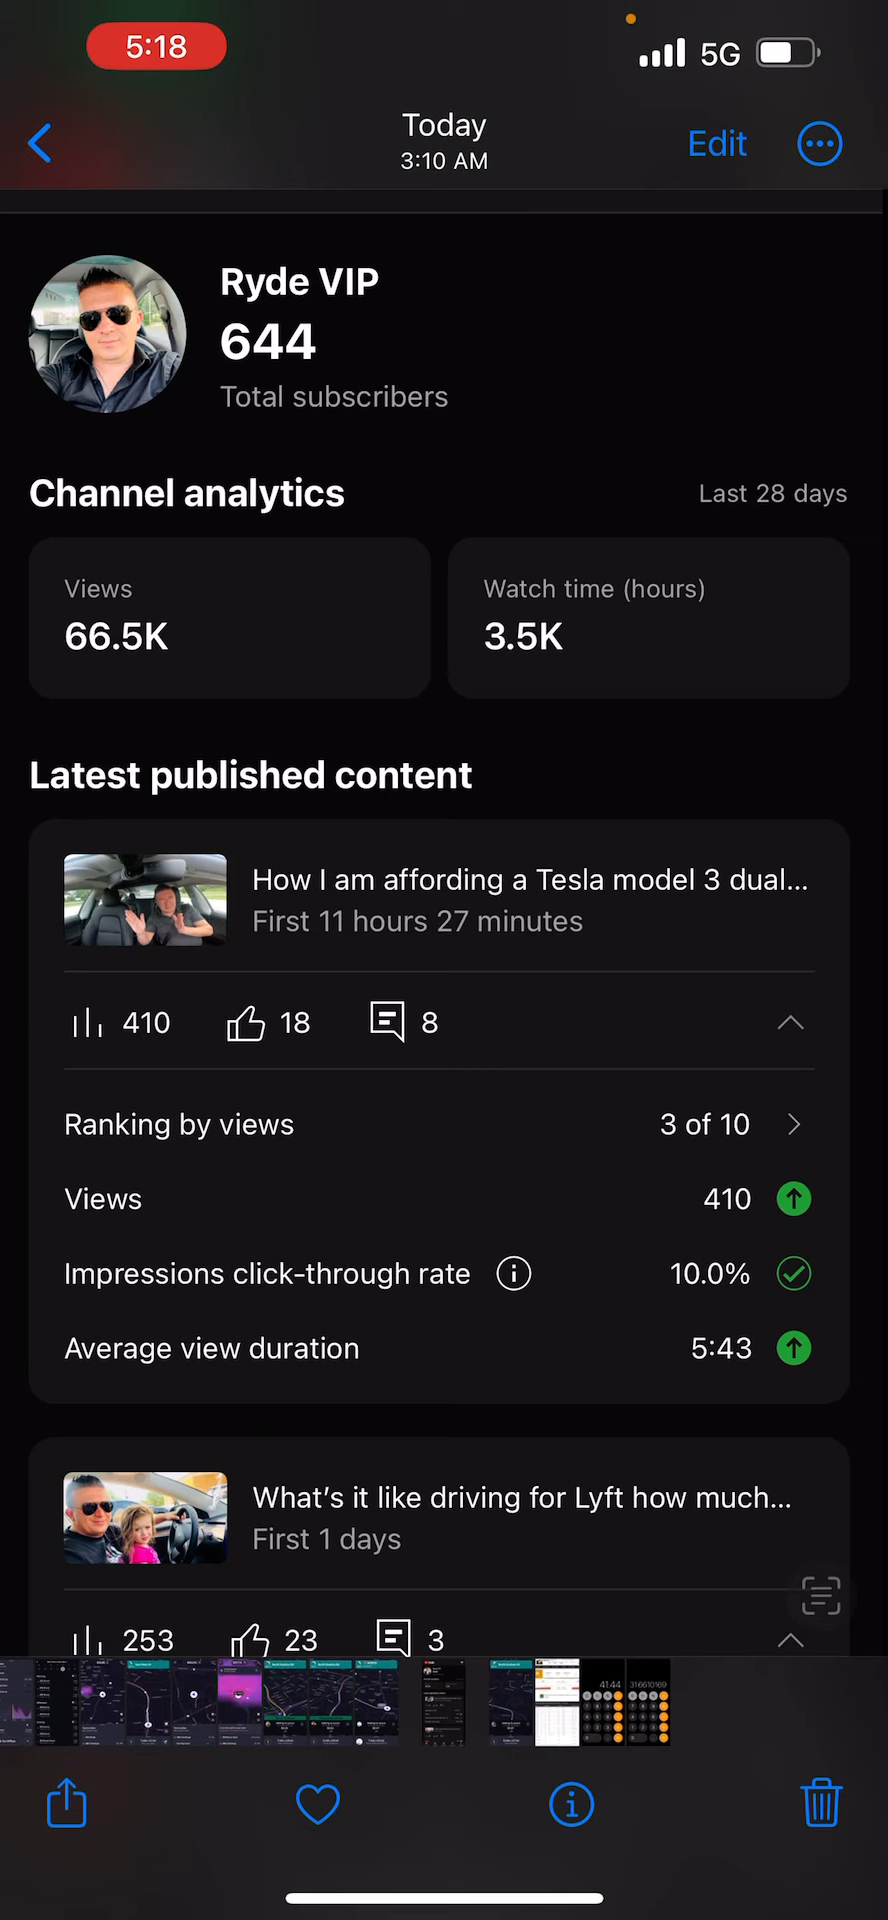 5:18
5G
Today
3:10 AM
Edit
Ryde VIP
644
Total subscribers
Channel analytics
Last 28 days
Views
66.5K
Watch time (hours)
3.5K
Latest published content
How I am affording a Tesla model 3 dual...
First 11 hours 27 minutes
410
18
8
Ranking by views
3 of 10
Views
410
Impressions click-through rate
10.0%
Average view duration
5:43
What's it like driving for Lyft how much...
First 1 days
253
23
3
41.44
316610169